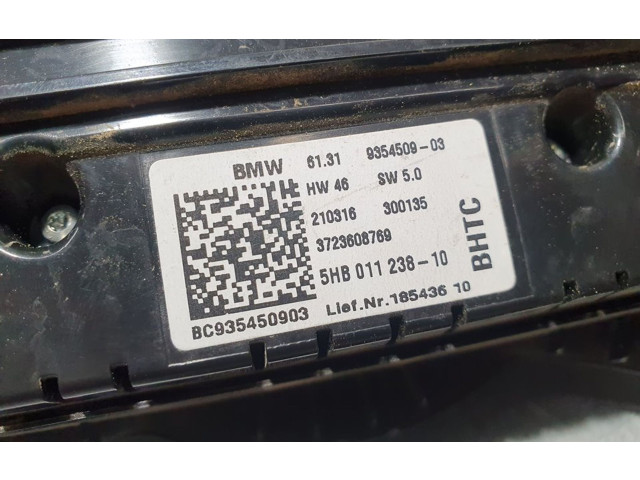 BMW 61.31 9354509-03
HW 46 SW 5.0
210316 300135
3723608769
5HB 011 238-10
BC935450903 Lief.Nr.185436 10
BHTC